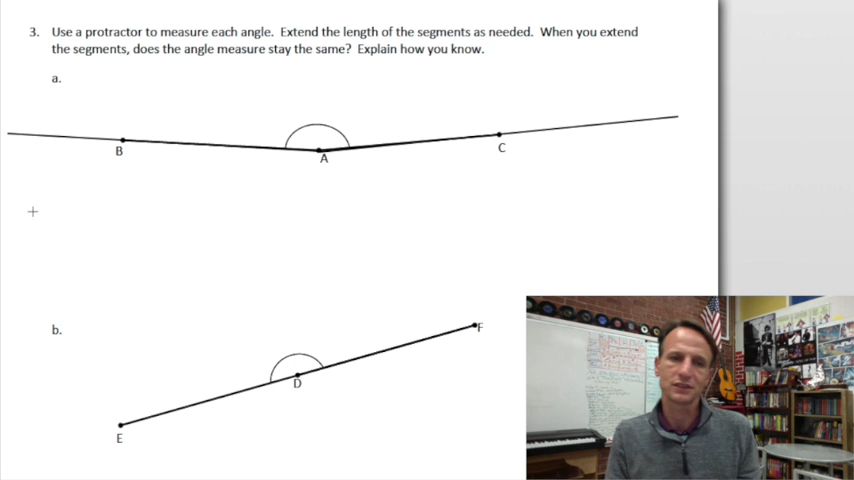 3. Use a protractor to measure each angle. Extend the length of the segments as needed. When you extend
the segments, does the angle measure stay the same? Explain how you know.
a.
B
A
C
b.
F
D
E